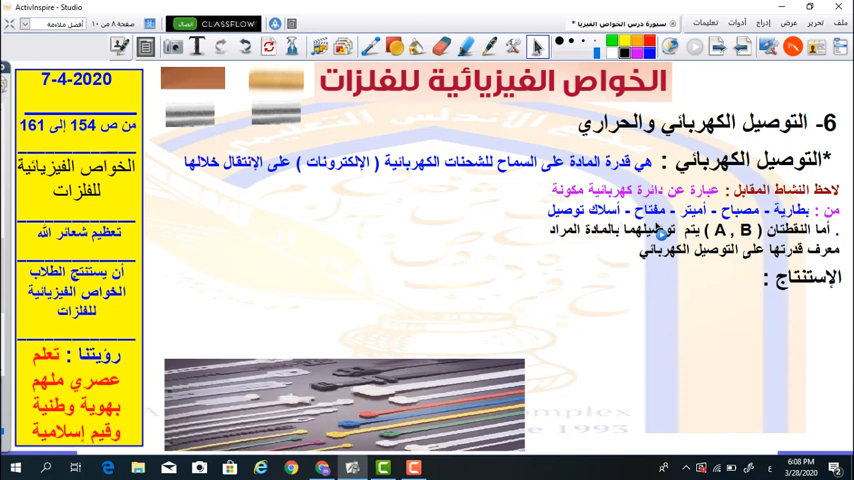 ActivInspire - Studio
ملف تحرير عرض إدراج أدوات تعليمات
سبورة درس الخواص الفيزيا *
CLASSFLOW
اتصال
صفحة ٨ من ١٠
أفضل ملاءمة
الخواص الفيزيائية للفلزات
6- التوصيل الكهربائي والحراري
*التوصيل الكهربائي : هي قدرة المادة على السماح للشحنات الكهربائية ( الإلكترونات ) على الإنتقال خلالها
لاحظ النشاط المقابل : عبارة عن دائرة كهربائية مكونة
من : بطارية - مصباح - أميتر - مفتاح - أسلاك توصيل
. أما النقطتان ( A , B ) يتم توصيلهما بالمادة المراد
معرف قدرتها على التوصيل الكهربائي
الإستنتاج :
7-4-2020
من ص 154 إلى 161
الخواص الفيزيائية
للفلزات
تعظيم شعائر الله
أن يستنتج الطلاب
الخواص الفيزيائية
للفلزات
رؤيتنا : تعلم
عصري ملهم
بهوية وطنية
وقيم إسلامية
6:08 PM
3/28/2020